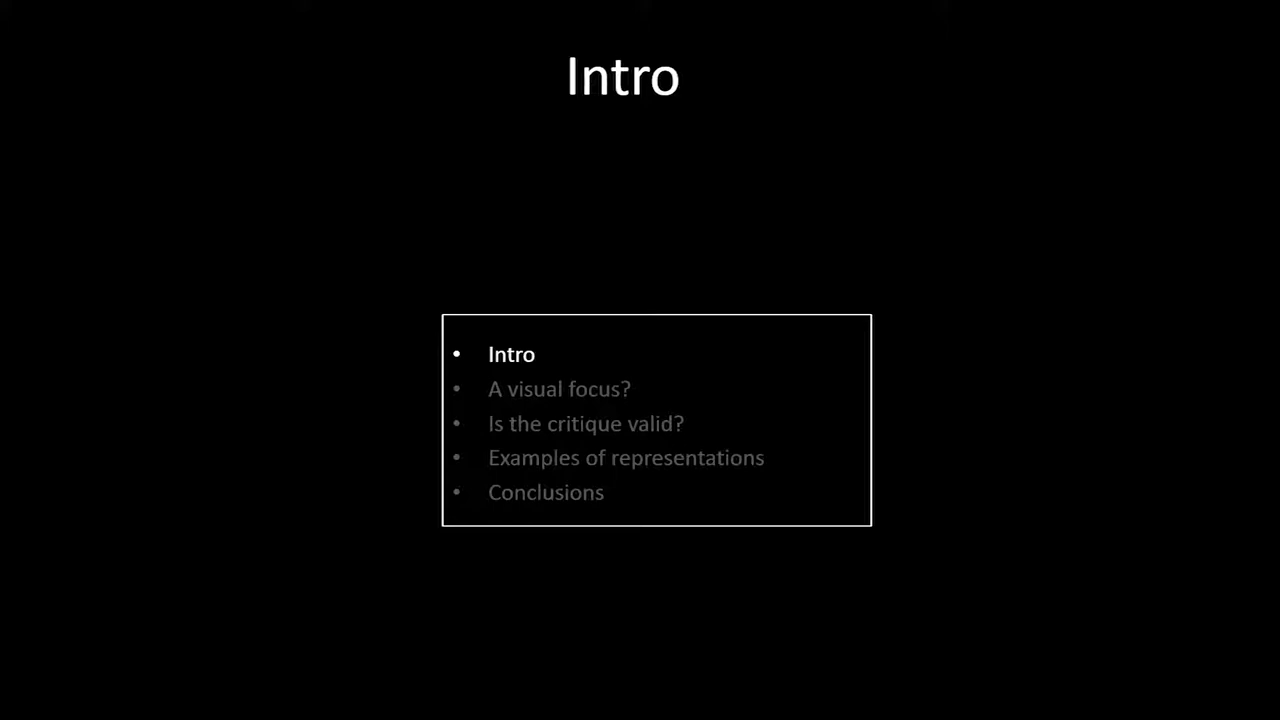 Intro
• Intro
• A visual focus?
• Is the critique valid?
• Examples of representations
• Conclusions